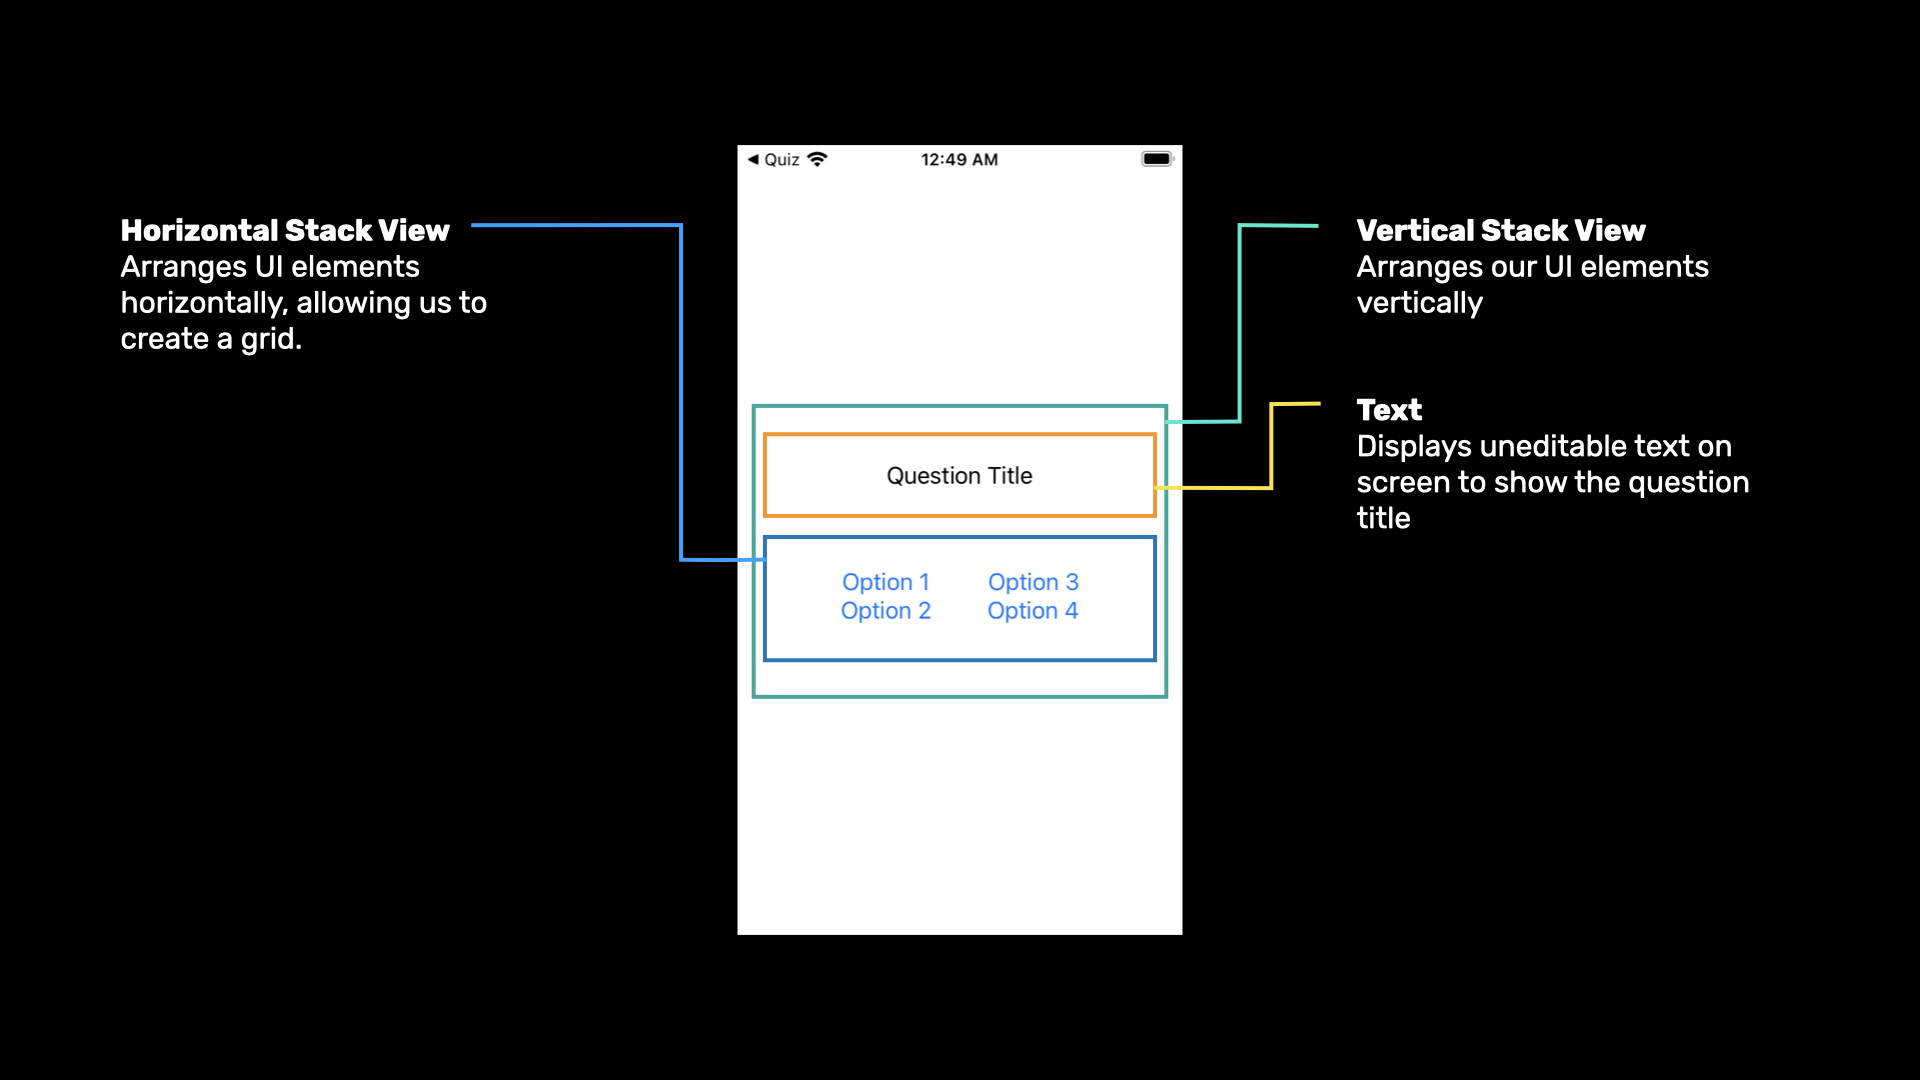 Quiz
12:49 AM
Horizontal Stack View
Arranges UI elements
horizontally, allowing us to
create a grid.
Vertical Stack View
Arranges our UI elements
vertically
Text
Displays uneditable text on
screen to show the question
title
Question Title
Option 1 Option 3
Option 2 Option 4